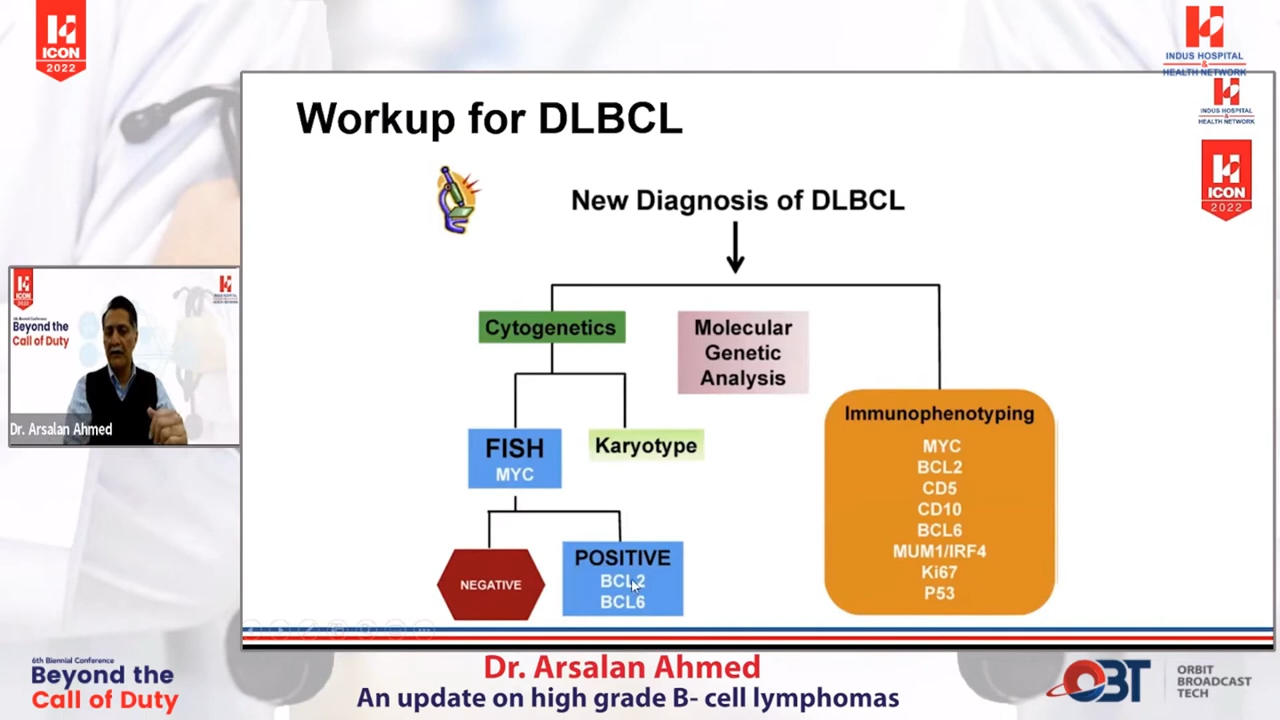 ICON
2022
INDUS HOSPITAL
&
HEALTH NETWORK
INDUS HOSPITAL
&
HEALTH NETWORK
ICON
2022
Workup for DLBCL
New Diagnosis of DLBCL
Cytogenetics
Molecular
Genetic
Analysis
Immunophenotyping
MYC
BCL2
CD5
CD10
BCL6
MUM1/IRF4
Ki67
P53
FISH
MYC
Karyotype
NEGATIVE
POSITIVE
BCL2
BCL6
ICON
2022
Beyond the
Call of Duty
Dr. Arsalan Ahmed
6th Biennial Conference
Beyond the
Call of Duty
Dr. Arsalan Ahmed
An update on high grade B- cell lymphomas
OBT
ORBIT
BROADCAST
TECH